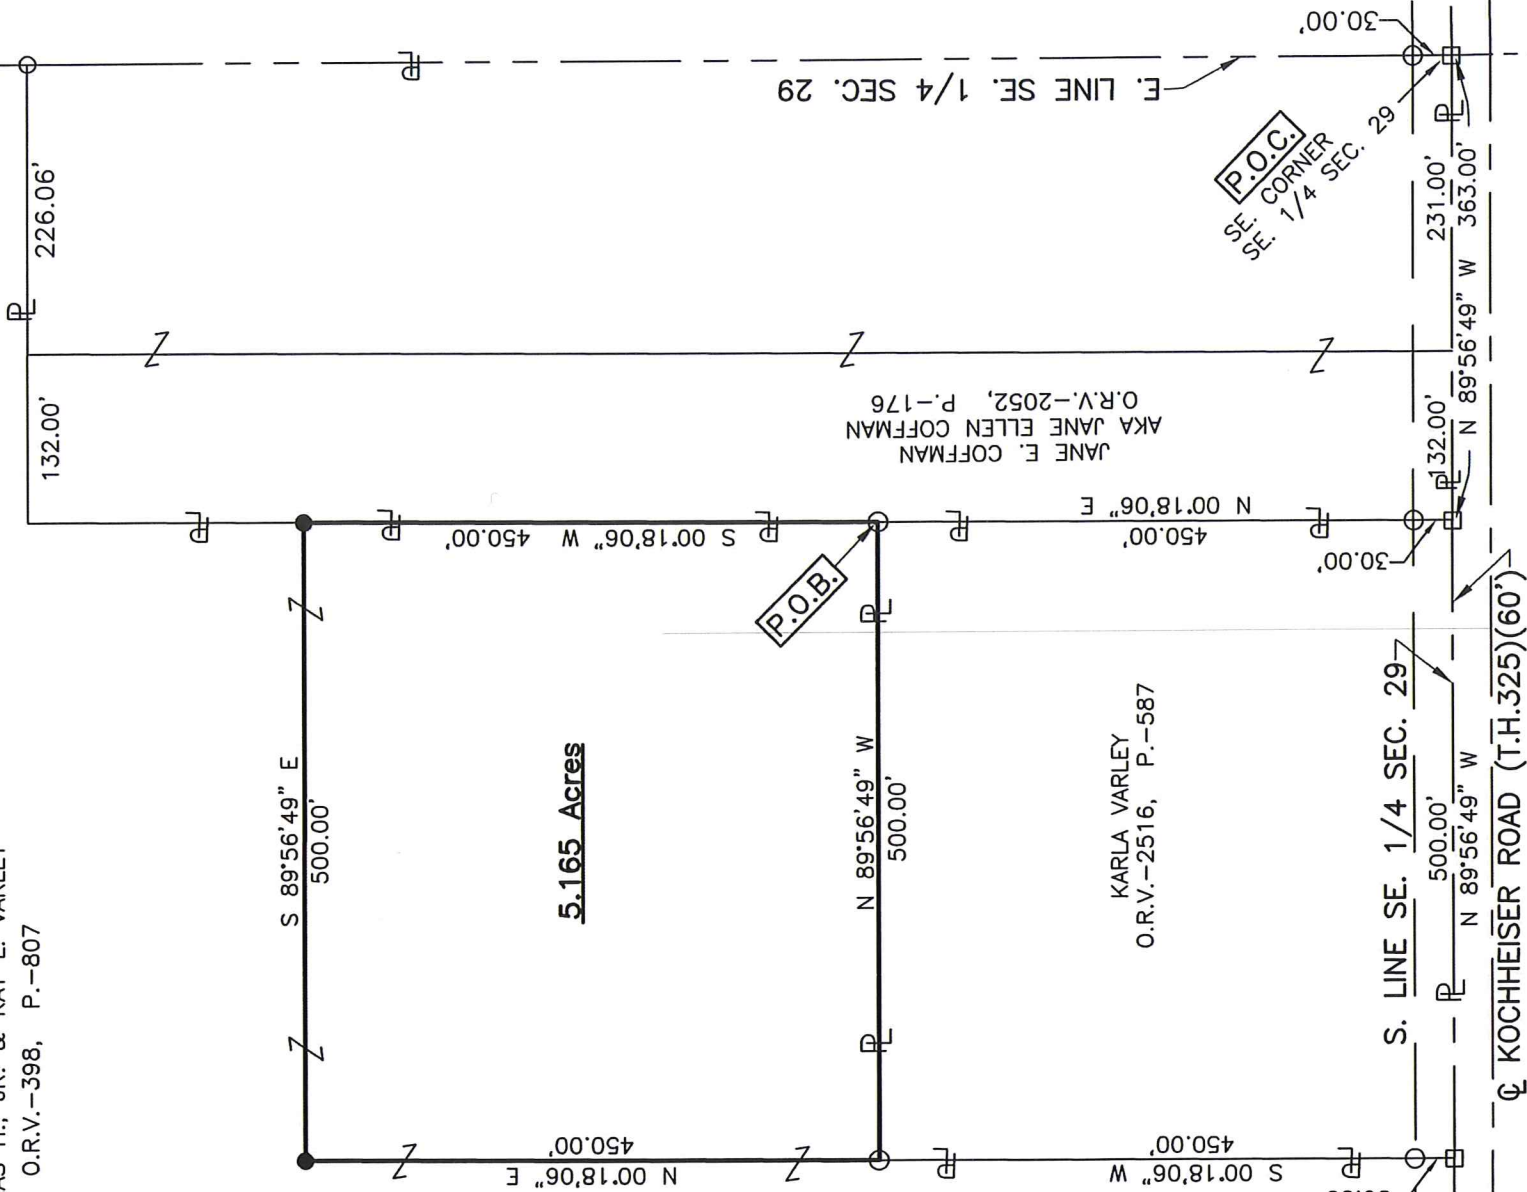 O.R.V.-398, P.-807
226.06'
132.00'
E. LINE SE. 1/4 SEC. 29
30.00'
P.O.C.
SE. CORNER
SE. 1/4 SEC. 29
231.00'
363.00'
N 89°56'49" W
132.00'
JANE E. COFFMAN
AKA JANE ELLEN COFFMAN
O.R.V.-2052, P.-176
S 00°18'06" W 450.00'
P.O.B.
N 00°18'06" E
450.00'
30.00'
S 89°56'49" E
500.00'
5.165 Acres
N 89°56'49" W
500.00'
KARLA VARLEY
O.R.V.-2516, P.-587
N 00°18'06" E
450.00'
S 00°18'06" W
450.00'
S. LINE SE. 1/4 SEC. 29
500.00'
N 89°56'49" W
℄ KOCHHEISER ROAD (T.H.325)(60')